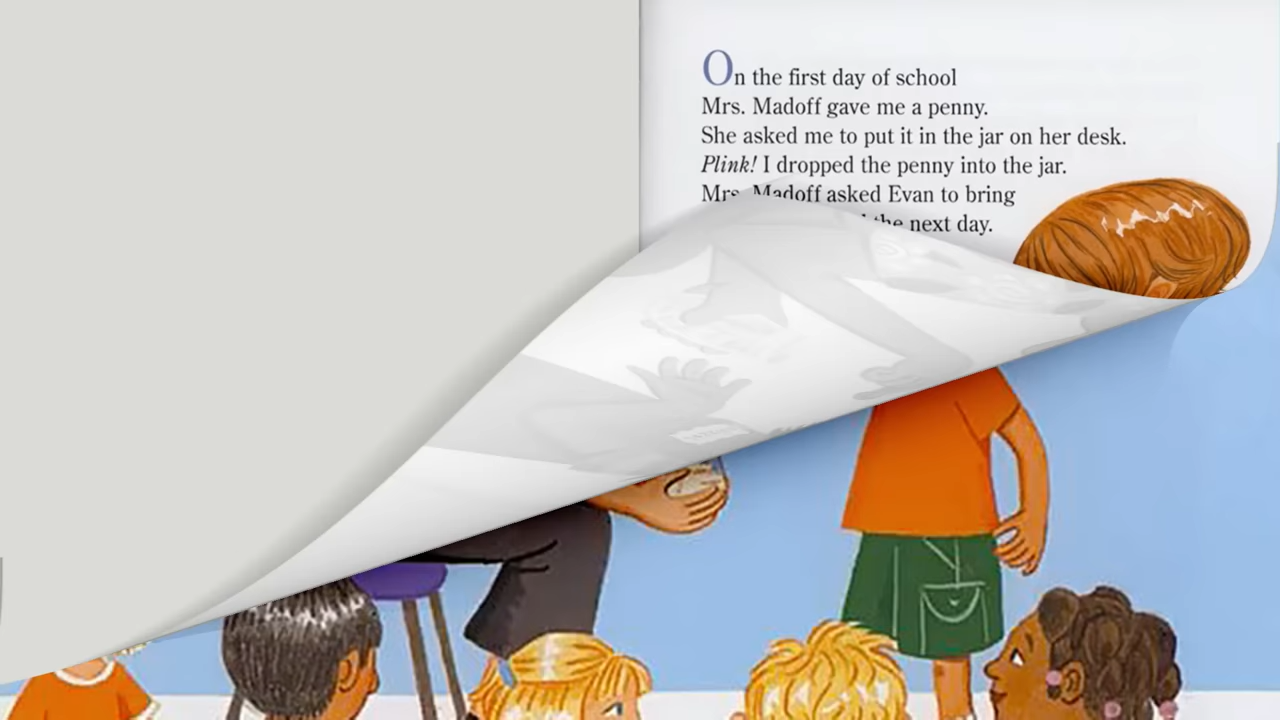 On the first day of school
Mrs. Madoff gave me a penny.
She asked me to put it in the jar on her desk.
Plink! I dropped the penny into the jar.
Mrs. Madoff asked Evan to bring
the next day.